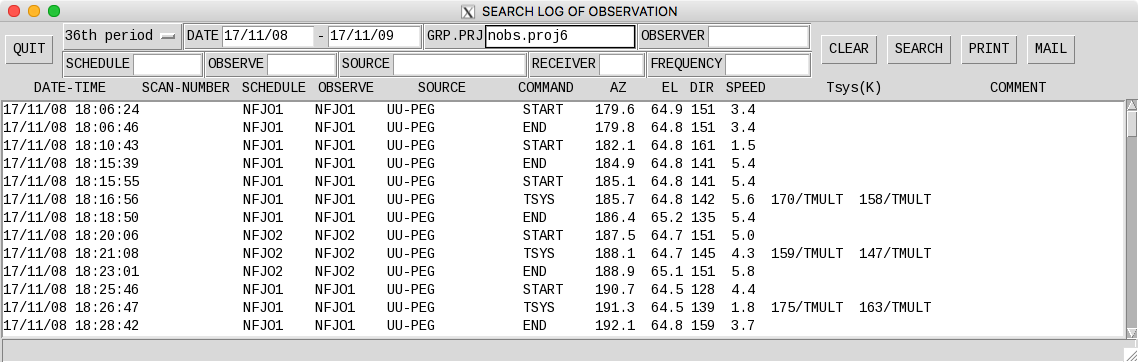 SEARCH LOG OF OBSERVATION
QUIT 36th period DATE 17/11/08 - 17/11/09 GRP.PRJ nobs.proj6 OBSERVER CLEAR SEARCH PRINT MAIL
SCHEDULE OBSERVE SOURCE RECEIVER FREQUENCY
DATE-TIME SCAN-NUMBER SCHEDULE OBSERVE SOURCE COMMAND AZ EL DIR SPEED Tsys(K) COMMENT
17/11/08 18:06:24 NFJO1 NFJO1 UU-PEG START 179.6 64.9 151 3.4
17/11/08 18:06:46 NFJO1 NFJO1 UU-PEG END 179.8 64.8 151 3.4
17/11/08 18:10:43 NFJO1 NFJO1 UU-PEG START 182.1 64.8 161 1.5
17/11/08 18:15:39 NFJO1 NFJO1 UU-PEG END 184.9 64.8 141 5.4
17/11/08 18:15:55 NFJO1 NFJO1 UU-PEG START 185.1 64.8 141 5.4
17/11/08 18:16:56 NFJO1 NFJO1 UU-PEG TSYS 185.7 64.8 142 5.6 170/TMULT 158/TMULT
17/11/08 18:18:50 NFJO1 NFJO1 UU-PEG END 186.4 65.2 135 5.4
17/11/08 18:20:06 NFJO2 NFJO2 UU-PEG START 187.5 64.7 151 5.0
17/11/08 18:21:08 NFJO2 NFJO2 UU-PEG TSYS 188.1 64.7 145 4.3 159/TMULT 147/TMULT
17/11/08 18:23:01 NFJO2 NFJO2 UU-PEG END 188.9 65.1 151 5.8
17/11/08 18:25:46 NFJO1 NFJO1 UU-PEG START 190.7 64.5 128 4.4
17/11/08 18:26:47 NFJO1 NFJO1 UU-PEG TSYS 191.3 64.5 139 1.8 175/TMULT 163/TMULT
17/11/08 18:28:42 NFJO1 NFJO1 UU-PEG END 192.1 64.8 159 3.7